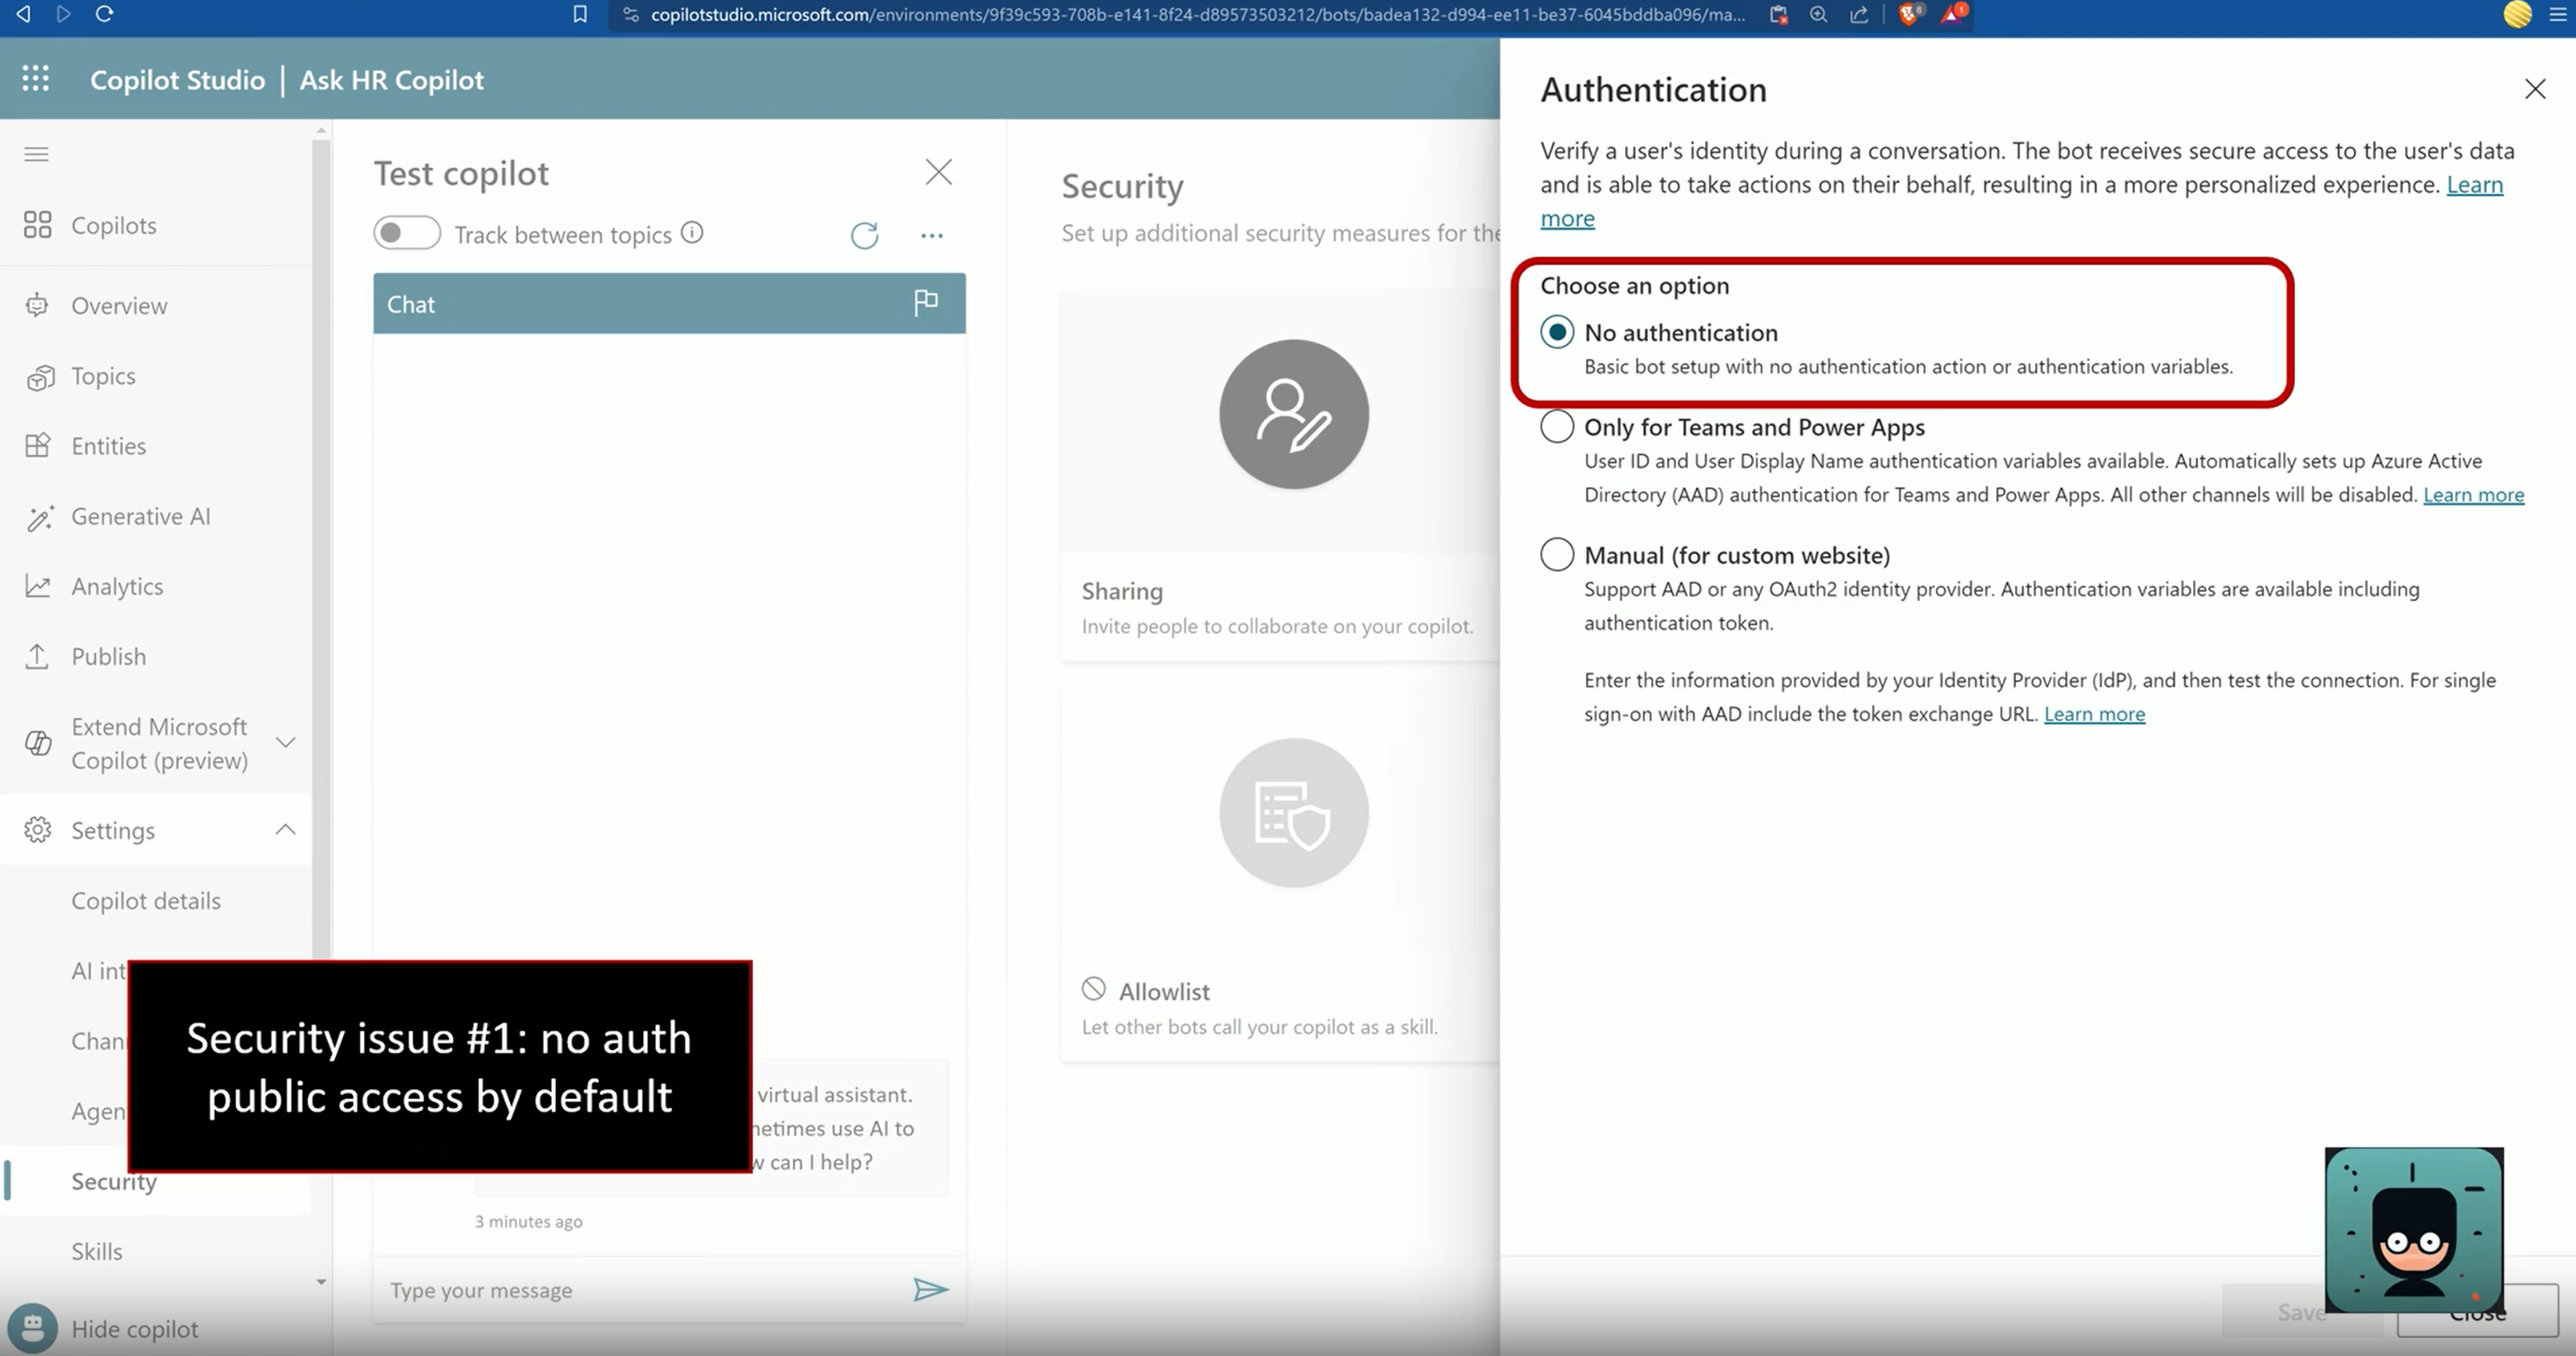 copilotstudio.microsoft.com/environments/9f39c593-708b-e141-8f24-d89573503212/bots/badea132-d994-ee11-be37-6045bddba096/ma...
8
1
Copilot Studio | Ask HR Copilot
Copilots
Overview
Topics
Entities
Generative AI
Analytics
Publish
Extend Microsoft
Copilot (preview)
Settings
Copilot details
AI int
Chan
Agen
Security
Skills
Hide copilot
Test copilot
Track between topics
Chat
virtual assistant.
netimes use AI to
w can I help?
3 minutes ago
Type your message
Security issue #1: no auth
public access by default
Security
Set up additional security measures for the
Sharing
Invite people to collaborate on your copilot.
Allowlist
Let other bots call your copilot as a skill.
Authentication
Verify a user's identity during a conversation. The bot receives secure access to the user's data
and is able to take actions on their behalf, resulting in a more personalized experience. Learn
more
Choose an option
No authentication
Basic bot setup with no authentication action or authentication variables.
Only for Teams and Power Apps
User ID and User Display Name authentication variables available. Automatically sets up Azure Active
Directory (AAD) authentication for Teams and Power Apps. All other channels will be disabled. Learn more
Manual (for custom website)
Support AAD or any OAuth2 identity provider. Authentication variables are available including
authentication token.
Enter the information provided by your Identity Provider (IdP), and then test the connection. For single
sign-on with AAD include the token exchange URL. Learn more
Save
Close